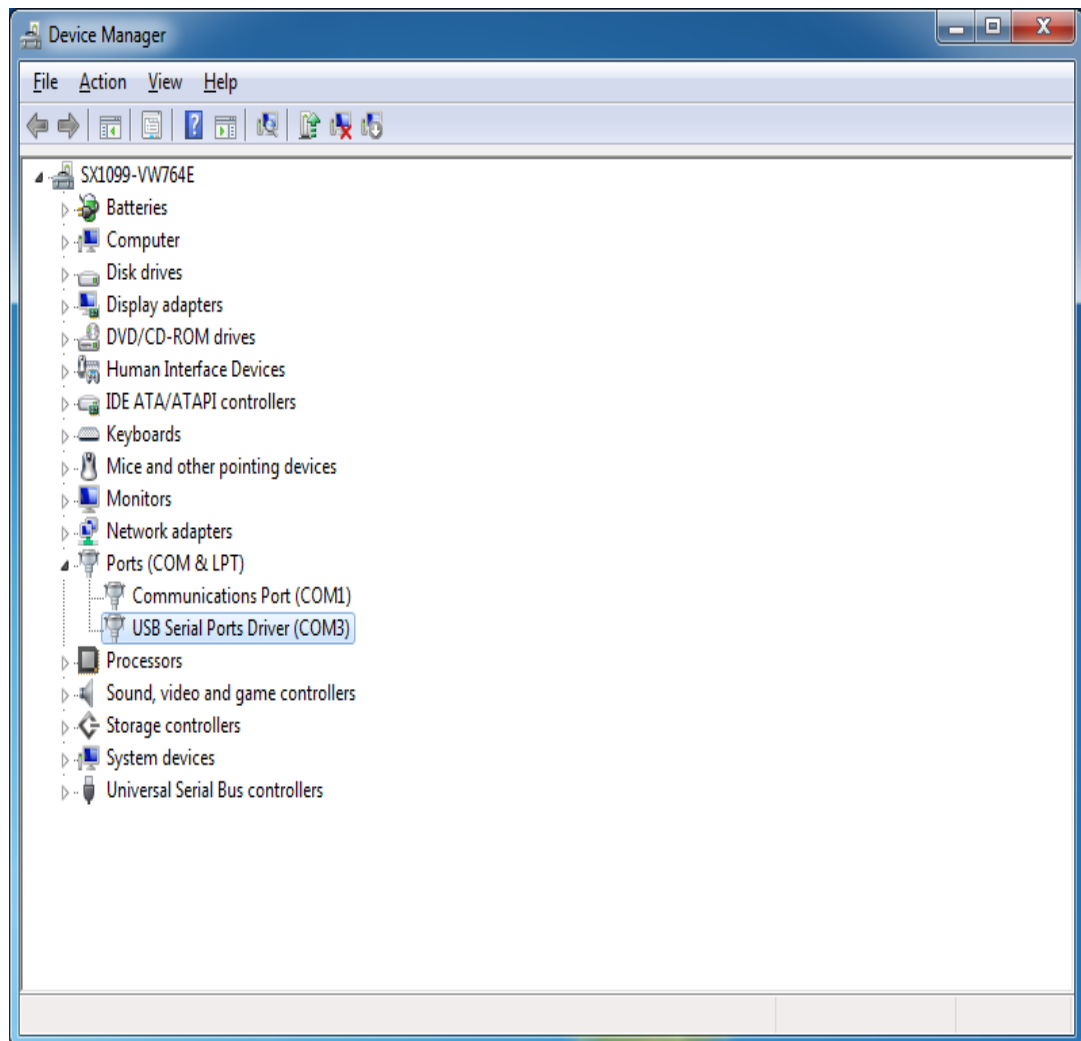 Device Manager
File Action View Help
SX1099-VW764E
Batteries
Computer
Disk drives
Display adapters
DVD/CD-ROM drives
Human Interface Devices
IDE ATA/ATAPI controllers
Keyboards
Mice and other pointing devices
Monitors
Network adapters
Ports (COM & LPT)
Communications Port (COM1)
USB Serial Ports Driver (COM3)
Processors
Sound, video and game controllers
Storage controllers
System devices
Universal Serial Bus controllers